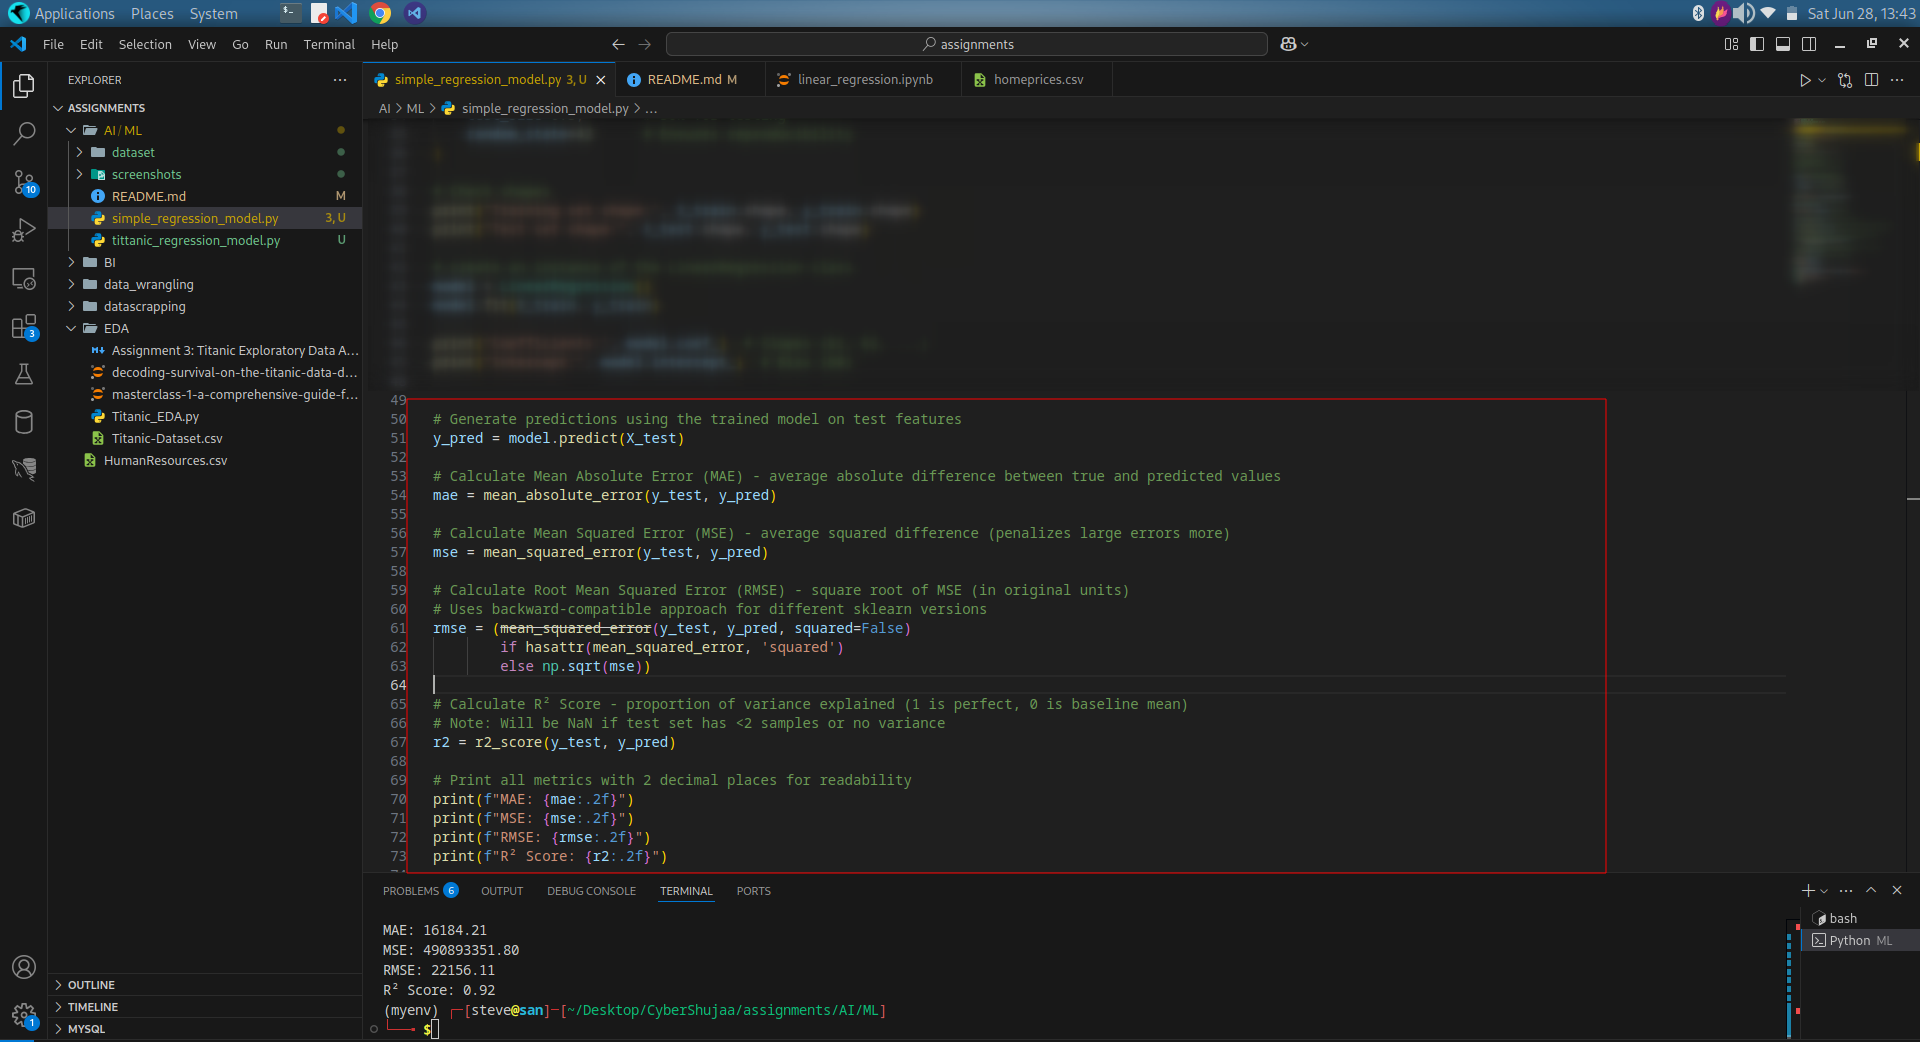 Applications Places System
Sat Jun 28, 13:43
File Edit Selection View Go Run Terminal Help
assignments
EXPLORER
simple_regression_model.py 3, U
README.md M
linear_regression.ipynb
homeprices.csv
AI > ML > simple_regression_model.py > ...
ASSIGNMENTS
AI / ML
dataset
screenshots
README.md M
simple_regression_model.py 3, U
tittanic_regression_model.py U
BI
data_wrangling
datascrapping
EDA
Assignment 3: Titanic Exploratory Data A...
decoding-survival-on-the-titanic-data-d...
masterclass-1-a-comprehensive-guide-f...
Titanic_EDA.py
Titanic-Dataset.csv
HumanResources.csv
10
3
1
OUTLINE
TIMELINE
MYSQL
49
50 # Generate predictions using the trained model on test features
51 y_pred = model.predict(X_test)
52
53 # Calculate Mean Absolute Error (MAE) - average absolute difference between true and predicted values
54 mae = mean_absolute_error(y_test, y_pred)
55
56 # Calculate Mean Squared Error (MSE) - average squared difference (penalizes large errors more)
57 mse = mean_squared_error(y_test, y_pred)
58
59 # Calculate Root Mean Squared Error (RMSE) - square root of MSE (in original units)
60 # Uses backward-compatible approach for different sklearn versions
61 rmse = (mean_squared_error(y_test, y_pred, squared=False)
62 if hasattr(mean_squared_error, 'squared')
63 else np.sqrt(mse))
64
65 # Calculate R² Score - proportion of variance explained (1 is perfect, 0 is baseline mean)
66 # Note: Will be NaN if test set has <2 samples or no variance
67 r2 = r2_score(y_test, y_pred)
68
69 # Print all metrics with 2 decimal places for readability
70 print(f"MAE: {mae:.2f}")
71 print(f"MSE: {mse:.2f}")
72 print(f"RMSE: {rmse:.2f}")
73 print(f"R² Score: {r2:.2f}")
PROBLEMS 6 OUTPUT DEBUG CONSOLE TERMINAL PORTS
MAE: 16184.21
MSE: 490893351.80
RMSE: 22156.11
R² Score: 0.92
(myenv) ┌─[steve@san]─[~/Desktop/CyberShujaa/assignments/AI/ML]
└──╼ $
bash
Python ML